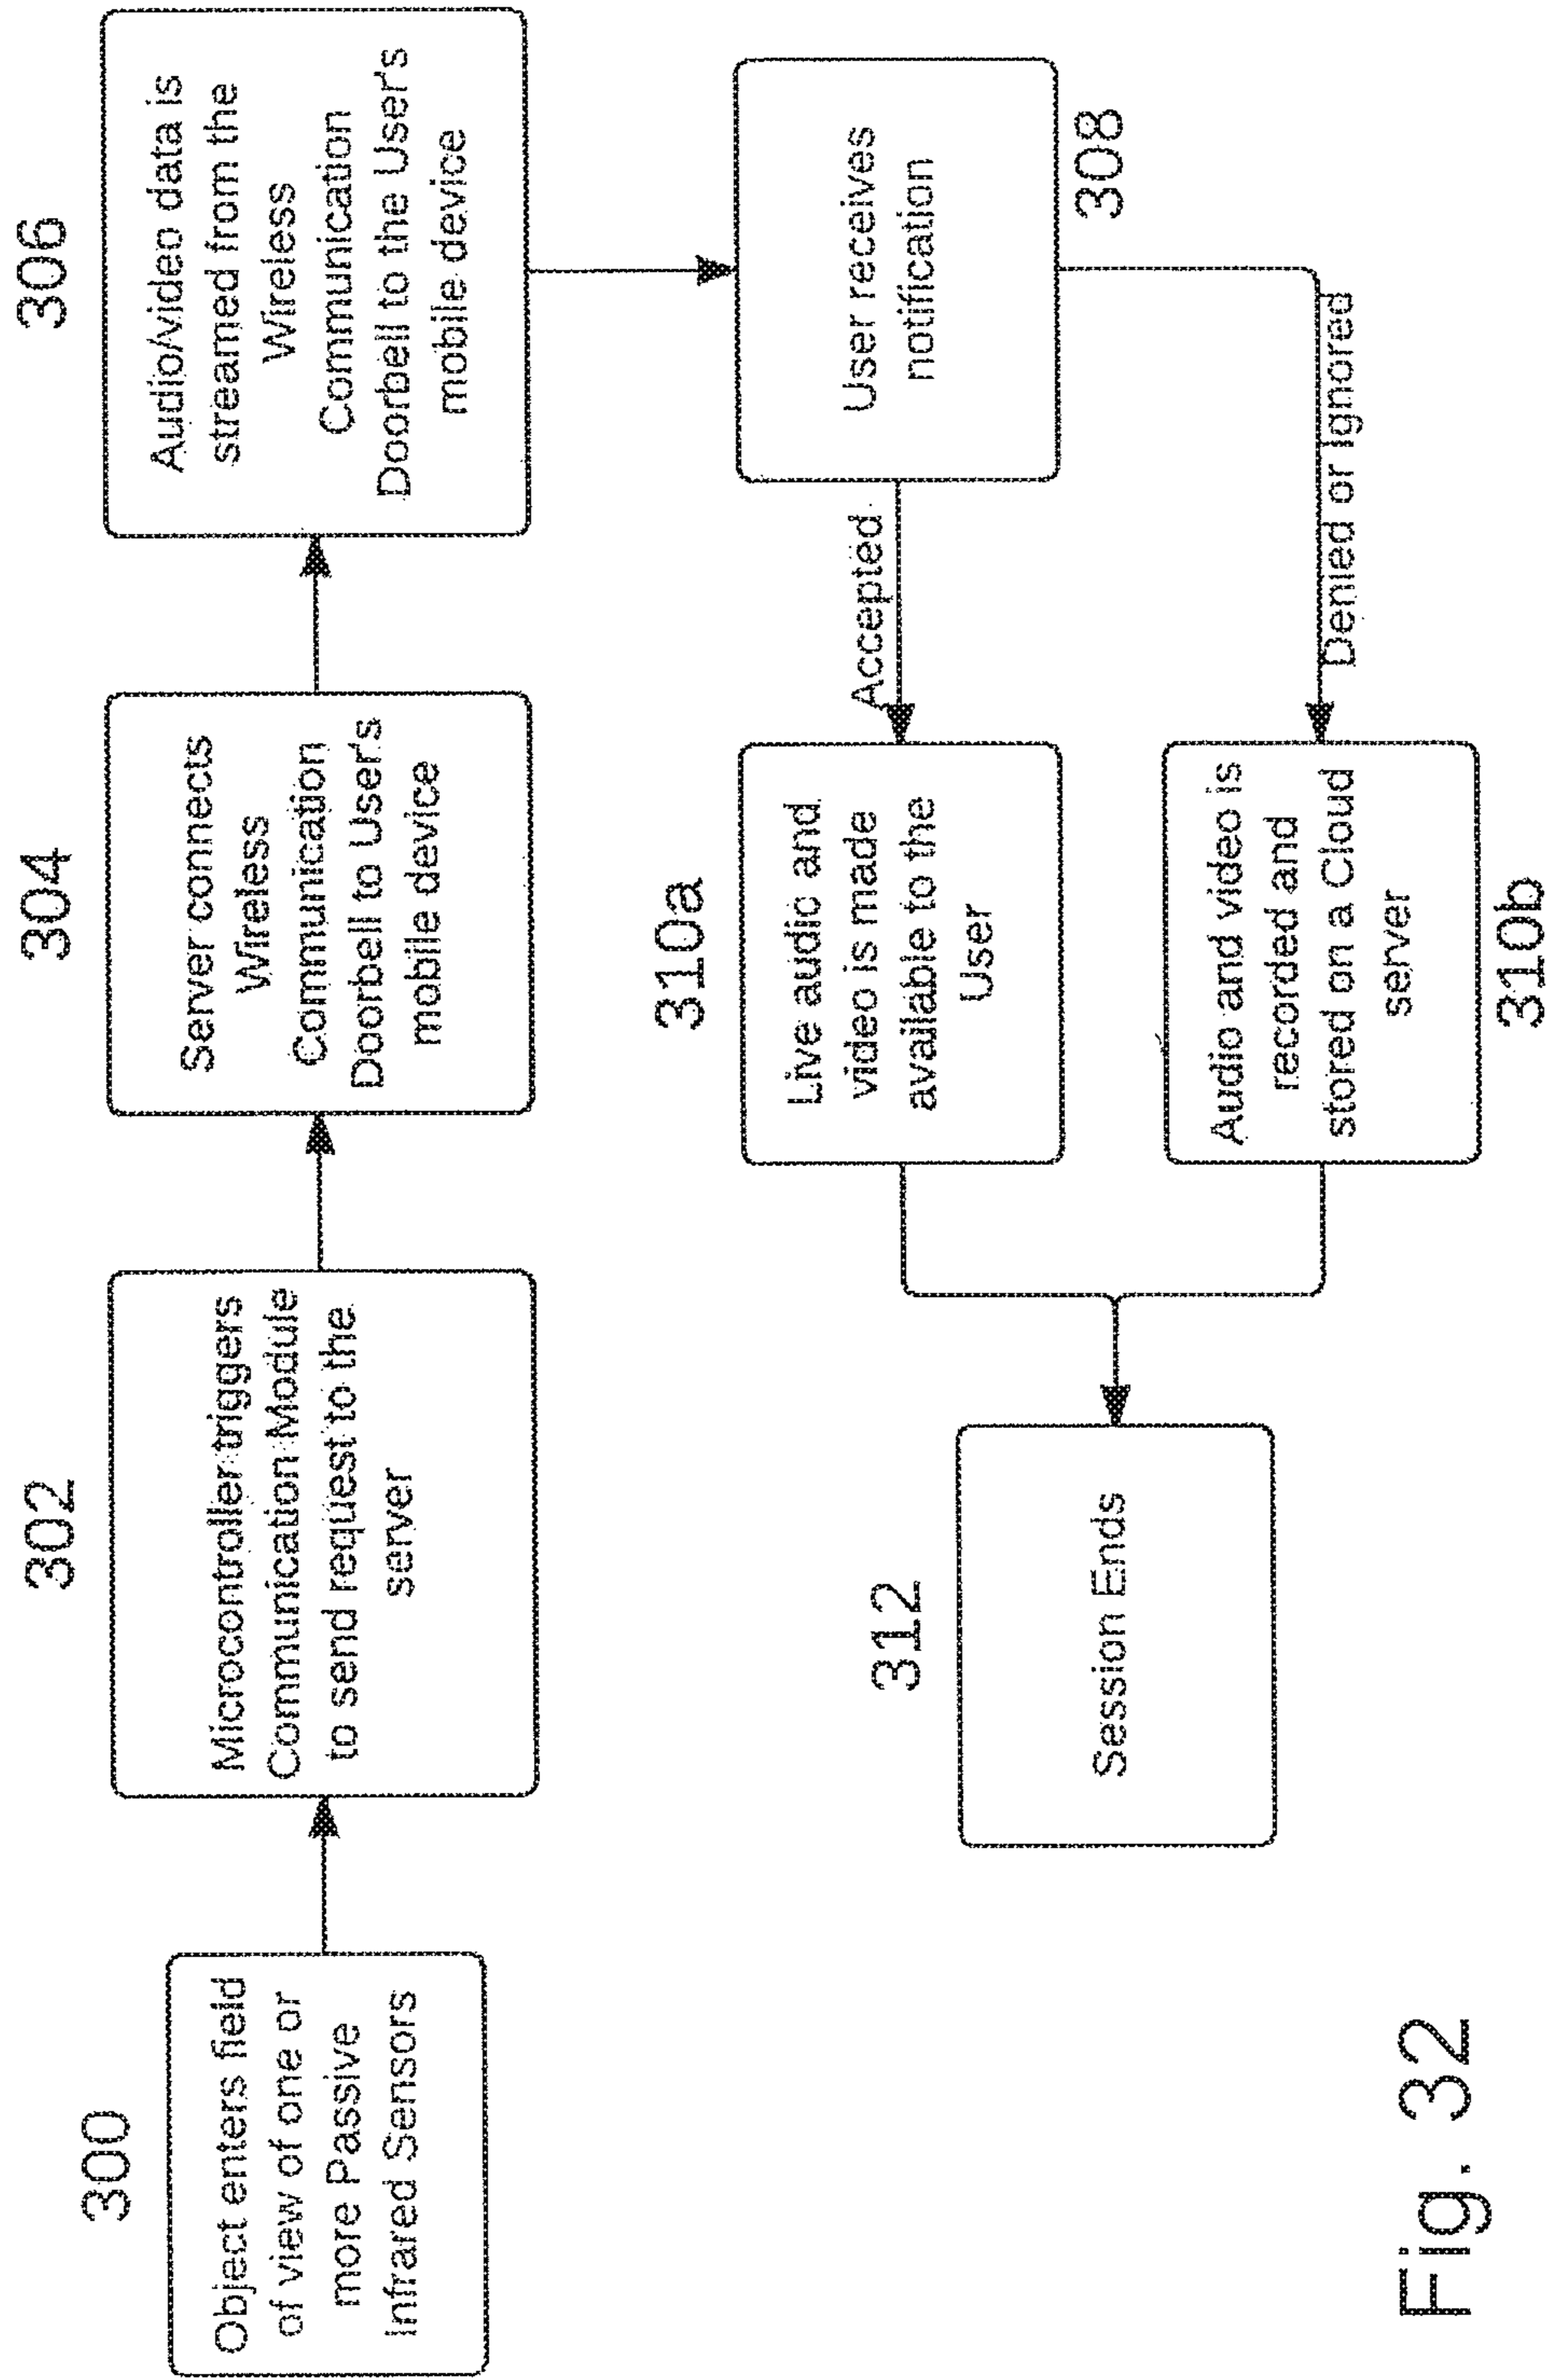 300
Object enters field
of view of one or
more Passive
Infrared Sensors
302
Microcontroller triggers
Communication Module
to send request to the
server
304
Server connects
Wireless
Communication
Dorbell to User's
mobile device
306
Audio/video data is
streamed from the
Wireless
Communication
Doorbell to the User's
mobile device
User receives
notification
308
Accepted
Denied or Ignored
310a
Live audio and
video is made
available to the
User
Audio and video is
recorded and
stored on a Cloud
server
310b
312
Session Ends
Fig. 32